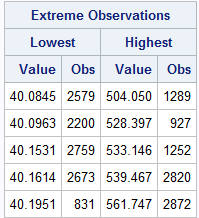 Extreme Observations
Lowest Highest
Value Obs Value Obs
40.0845 2579 504.050 1289
40.0963 2200 528.397 927
40.1531 2759 533.146 1252
40.1614 2673 539.467 2820
40.1951 831 561.747 2872